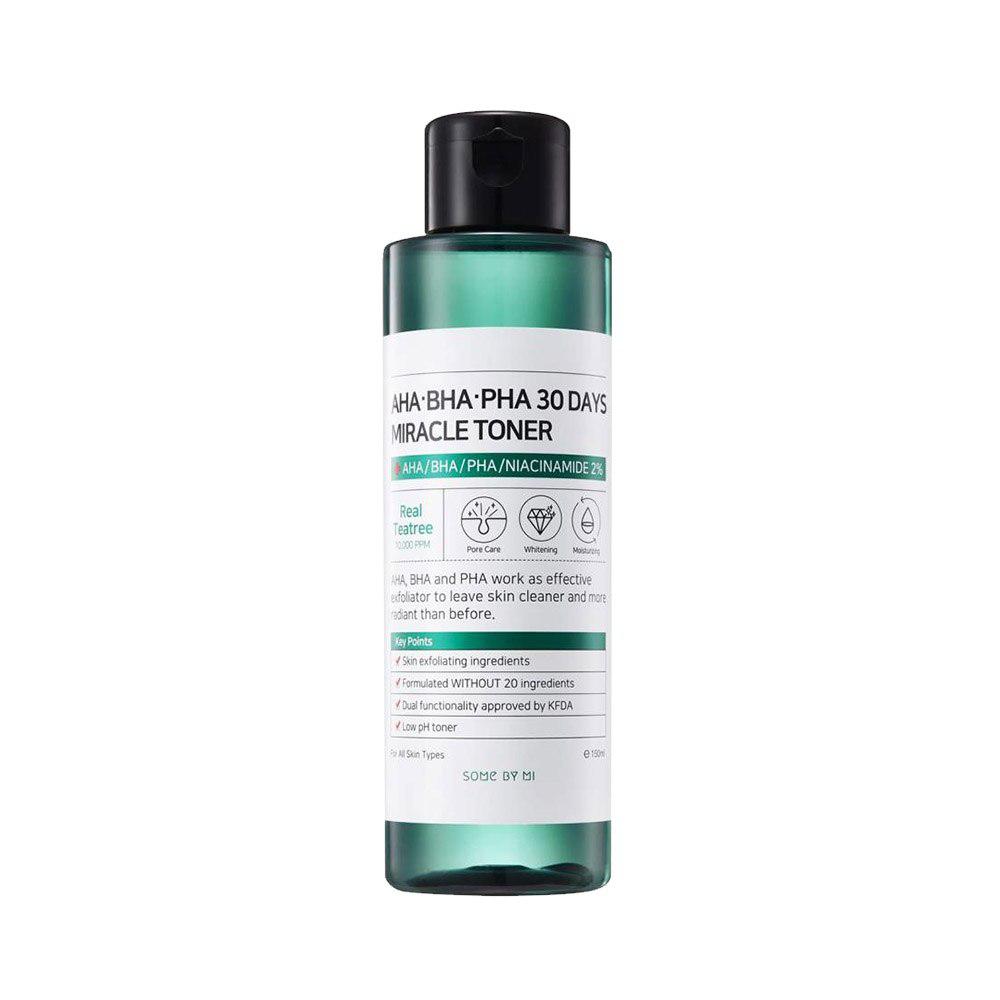 AHA·BHA·PHA 30 DAYS
MIRACLE TONER
AHA/BHA/PHA/NIACINAMIDE 2%
Real
Teatree
10,000 PPM
Pore Care
Whitening
Moisturizing
AHA, BHA and PHA work as effective
exfoliator to leave skin cleaner and more
radiant than before.
Key Points
✓ Skin exfoliating ingredients
✓ Formulated WITHOUT 20 ingredients
✓ Dual functionality approved by KFDA
✓ Low pH toner
For All Skin Types
℮ 150ml
SOME BY MI